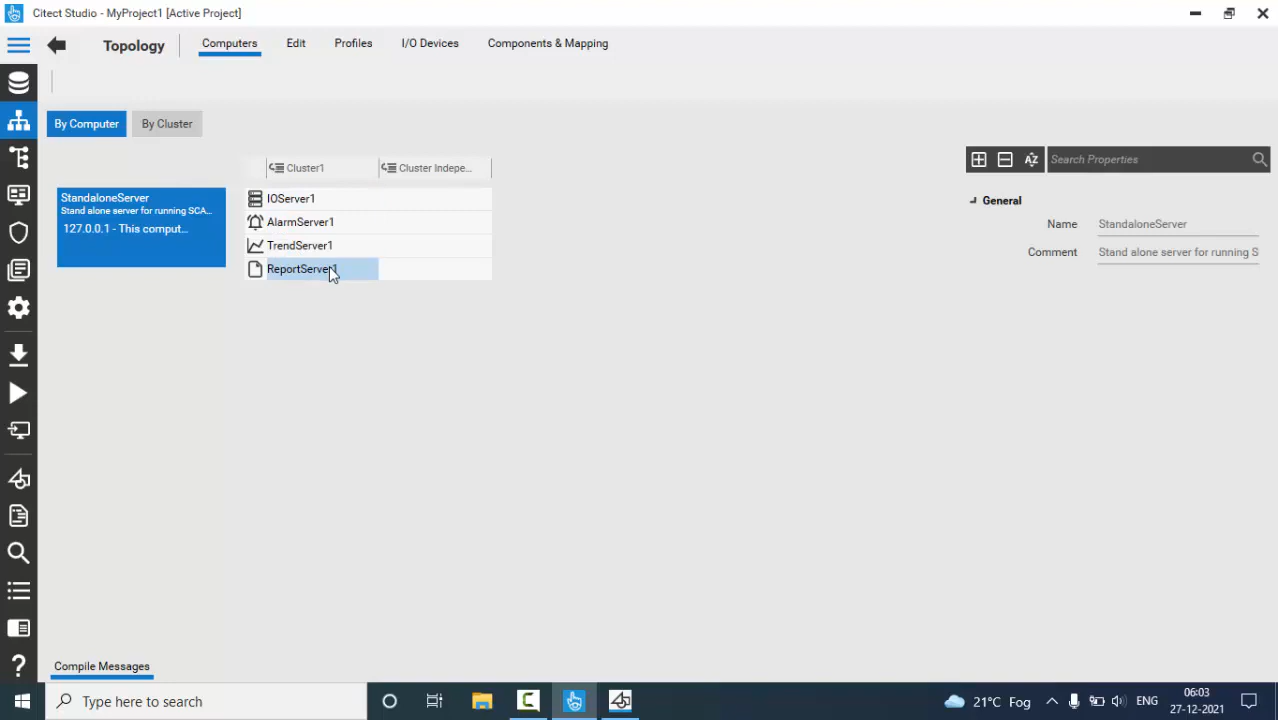 Citect Studio - MyProject1 [Active Project]
Topology
Computers
Edit
Profiles
I/O Devices
Components & Mapping
By Computer
By Cluster
Cluster1
Cluster Indepe...
Search Properties
StandaloneServer
Stand alone server for running SCA...
127.0.0.1 - This comput...
IOServer1
AlarmServer1
TrendServer1
ReportServer1
General
Name
StandaloneServer
Comment
Stand alone server for running S
Compile Messages
Type here to search
21°C Fog
ENG
06:03
27-12-2021